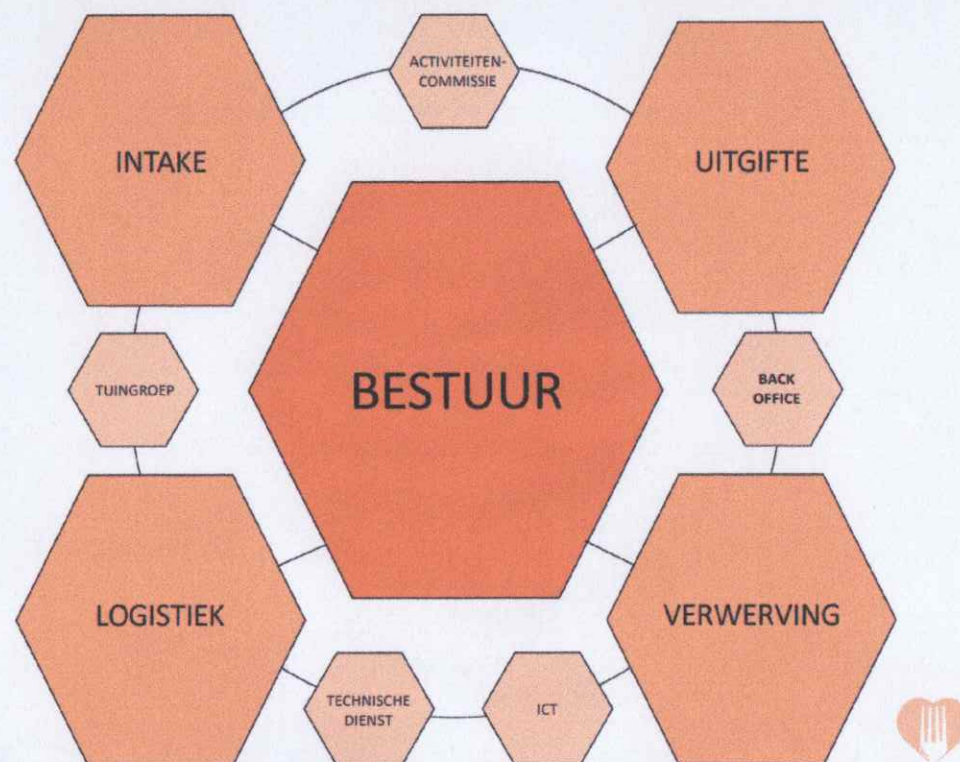 ACTIVITEITEN-
COMMISSIE
INTAKE
UITGIFTE
BESTUUR
TUINGROEP
BACK
OFFICE
LOGISTIEK
VERWERVING
TECHNISCHE
DIENST
ICT